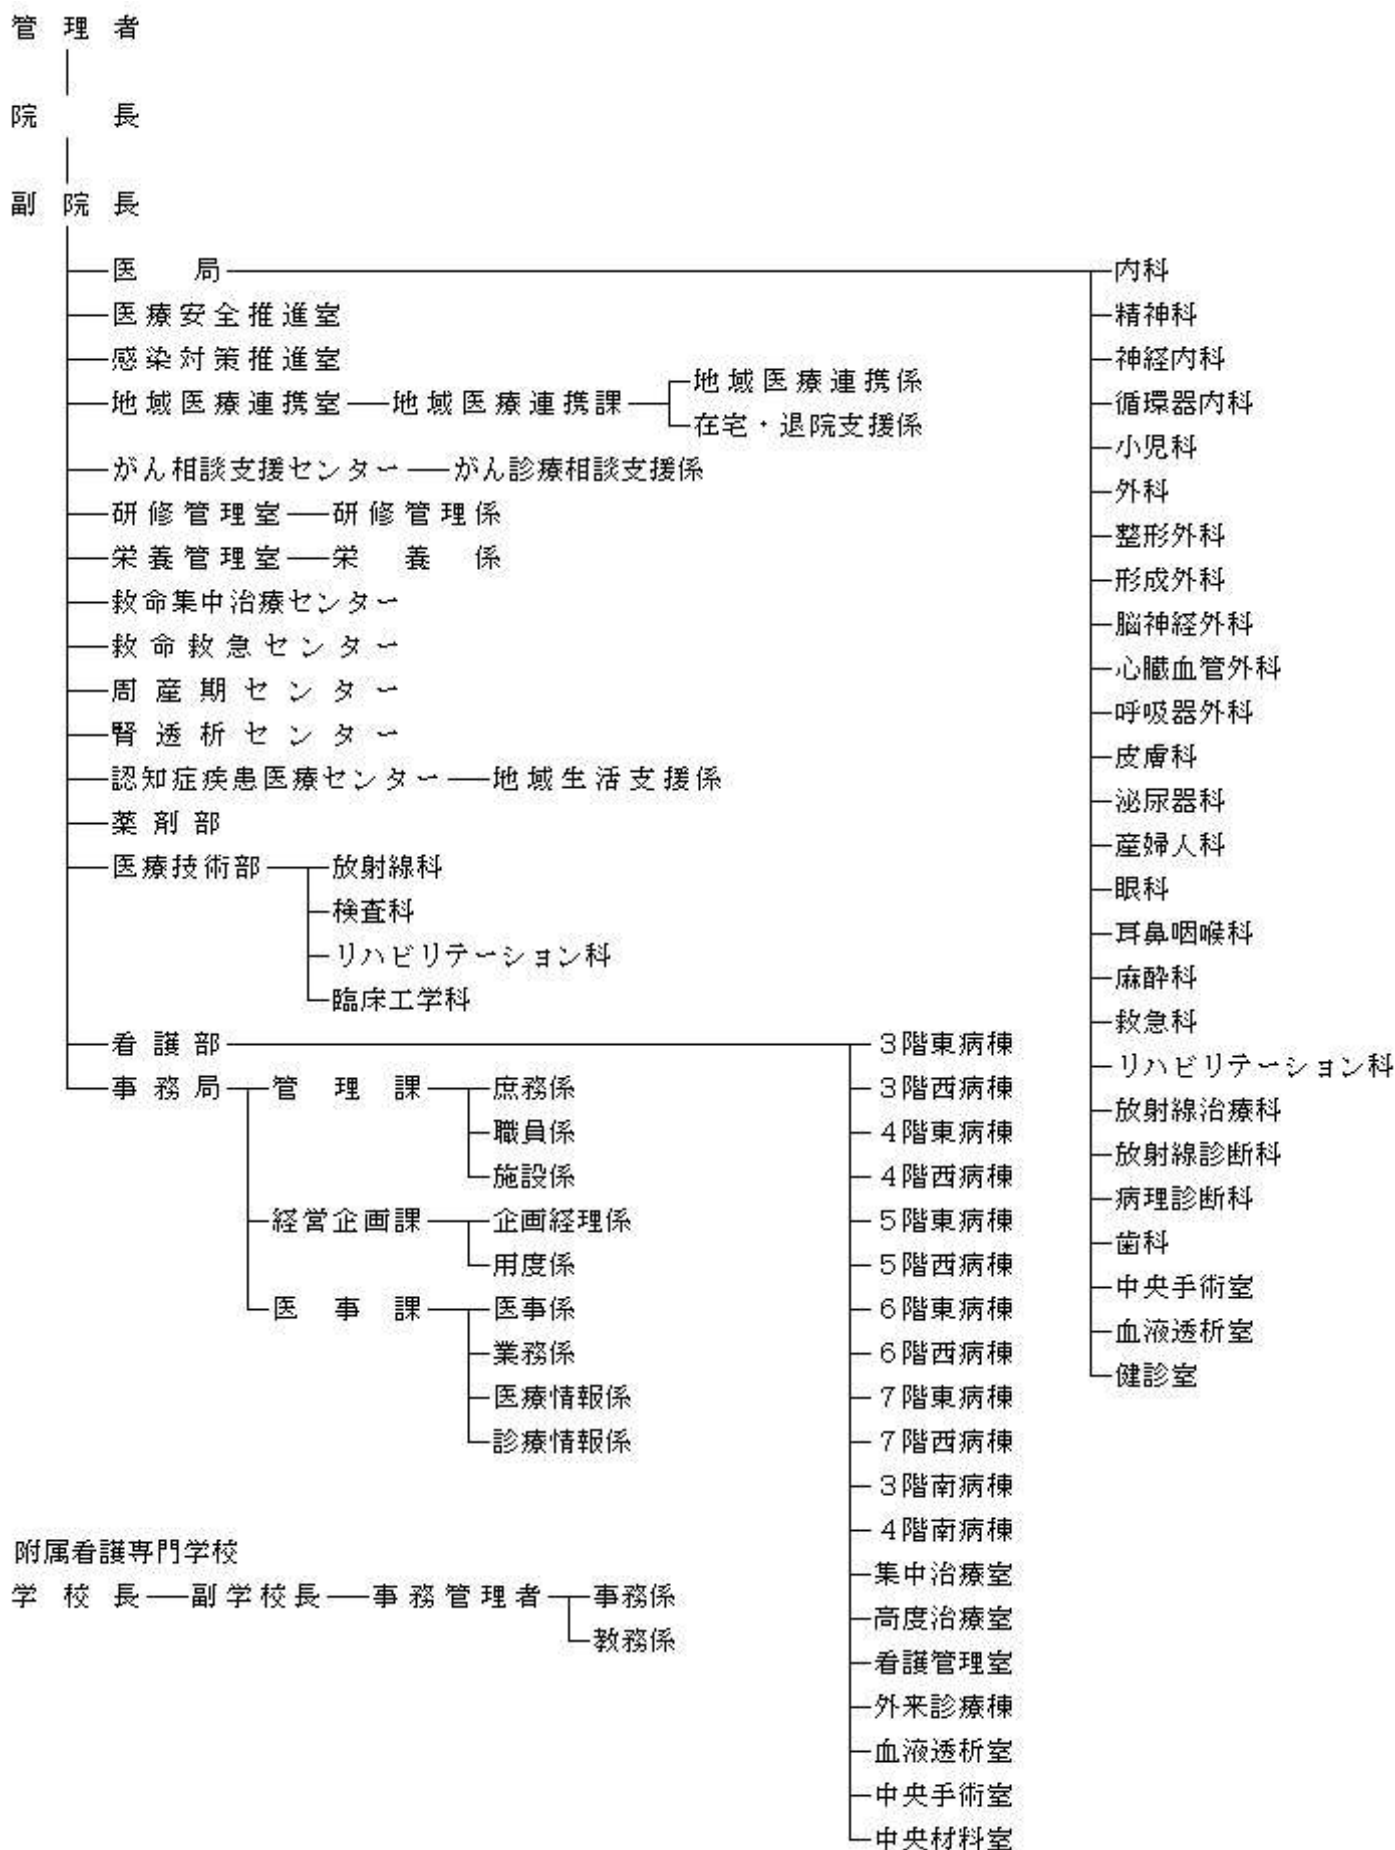 管理者
院長
副院長
医局
内科
精神科
神経内科
循環器内科
小児科
外科
整形外科
形成外科
脳神経外科
心臓血管外科
呼吸器外科
皮膚科
泌尿器科
産婦人科
眼科
耳鼻咽喉科
麻酔科
救急科
リハビリテーション科
放射線治療科
放射線診断科
病理診断科
歯科
中央手術室
血液透析室
健診室
医療安全推進室
感染対策推進室
地域医療連携室 地域医療連携課
地域医療連携係
在宅・退院支援係
がん相談支援センター がん診療相談支援係
研修管理室 研修管理係
栄養管理室 栄養係
救命集中治療センター
救命救急センター
周産期センター
腎透析センター
認知症疾患医療センター 地域生活支援係
薬剤部
医療技術部 放射線科
検査科
リハビリテーション科
臨床工学科
看護部
3階東病棟
3階西病棟
4階東病棟
4階西病棟
5階東病棟
5階西病棟
6階東病棟
6階西病棟
7階東病棟
7階西病棟
3階南病棟
4階南病棟
集中治療室
高度治療室
看護管理室
外来診療棟
血液透析室
中央手術室
中央材料室
事務局 管理課 庶務係
職員係
施設係
経営企画課 企画経理係
用度係
医事課 医事係
業務係
医療情報係
診療情報係
附属看護専門学校
学校長 副学校長 事務管理者 事務係
教務係